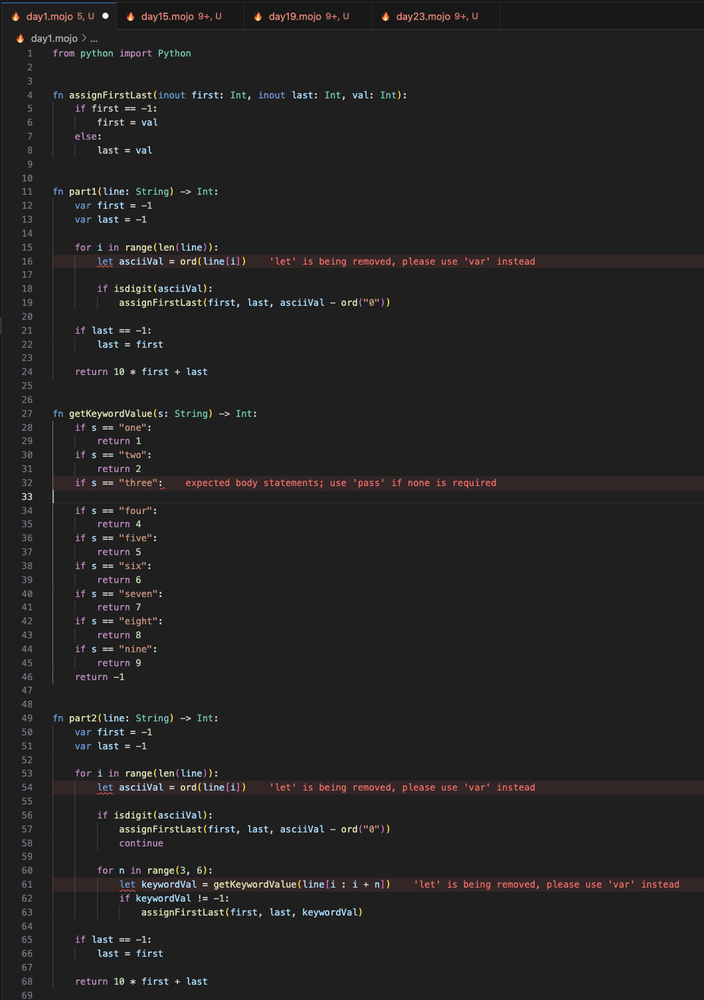 day1.mojo 5, U
day15.mojo 9+, U
day19.mojo 9+, U
day23.mojo 9+, U
day1.mojo > ...
1 from python import Python
2
3
4 fn assignFirstLast(inout first: Int, inout last: Int, val: Int):
5     if first == -1:
6         first = val
7     else:
8         last = val
9
10
11 fn part1(line: String) -> Int:
12     var first = -1
13     var last = -1
14
15     for i in range(len(line)):
16         let asciiVal = ord(line[i])    'let' is being removed, please use 'var' instead
17
18         if isdigit(asciiVal):
19             assignFirstLast(first, last, asciiVal - ord("0"))
20
21     if last == -1:
22         last = first
23
24     return 10 * first + last
25
26
27 fn getKeywordValue(s: String) -> Int:
28     if s == "one":
29         return 1
30     if s == "two":
31         return 2
32     if s == "three":    expected body statements; use 'pass' if none is required
33
34     if s == "four":
35         return 4
36     if s == "five":
37         return 5
38     if s == "six":
39         return 6
40     if s == "seven":
41         return 7
42     if s == "eight":
43         return 8
44     if s == "nine":
45         return 9
46     return -1
47
48
49 fn part2(line: String) -> Int:
50     var first = -1
51     var last = -1
52
53     for i in range(len(line)):
54         let asciiVal = ord(line[i])    'let' is being removed, please use 'var' instead
55
56         if isdigit(asciiVal):
57             assignFirstLast(first, last, asciiVal - ord("0"))
58             continue
59
60         for n in range(3, 6):
61             let keywordVal = getKeywordValue(line[i : i + n])    'let' is being removed, please use 'var' instead
62             if keywordVal != -1:
63                 assignFirstLast(first, last, keywordVal)
64
65     if last == -1:
66         last = first
67
68     return 10 * first + last
69